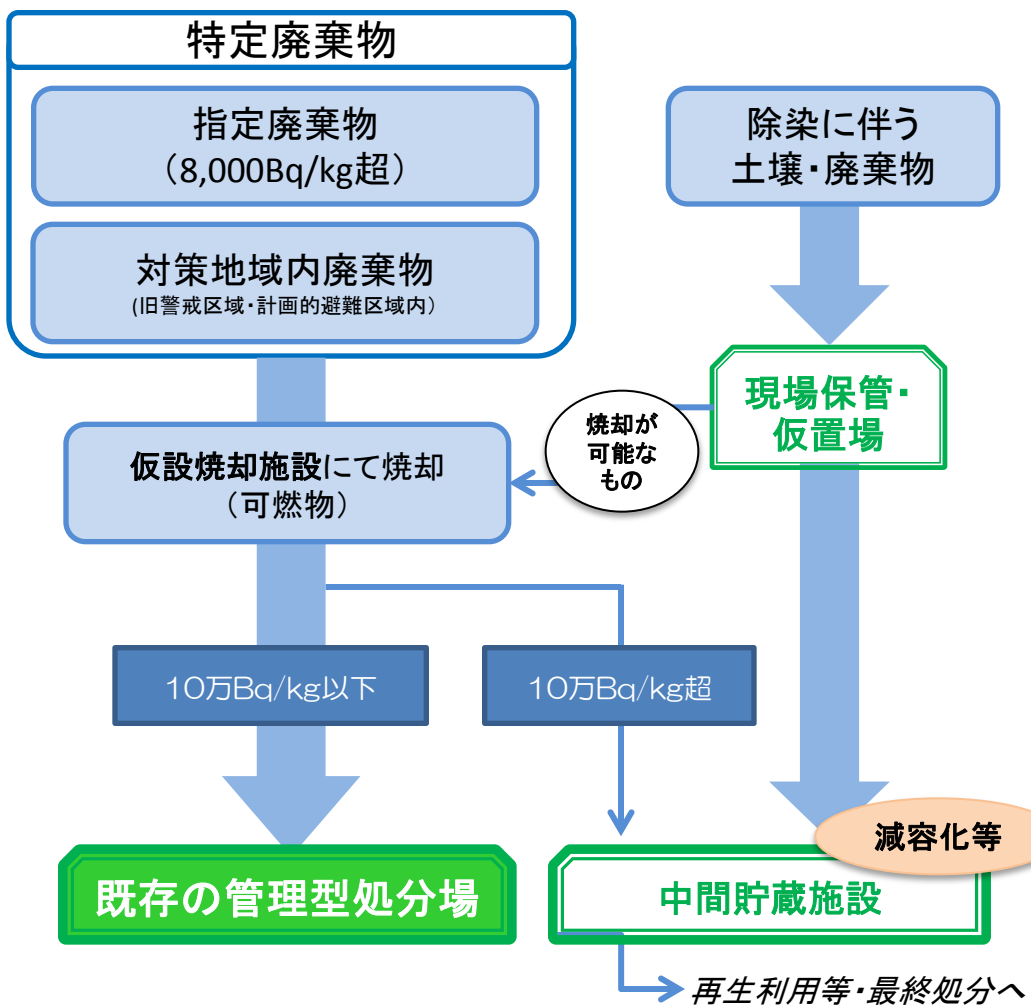 特定廃棄物
指定廃棄物
（8,000Bq/kg超）
対策地域内廃棄物
(旧警戒区域・計画的避難区域内）
除染に伴う
土壌・廃棄物
現場保管・
仮置場
焼却が
可能な
もの
仮設焼却施設にて焼却
（可燃物）
10万Bq/kg以下
10万Bq/kg超
減容化等
既存の管理型処分場
中間貯蔵施設
再生利用等・最終処分へ